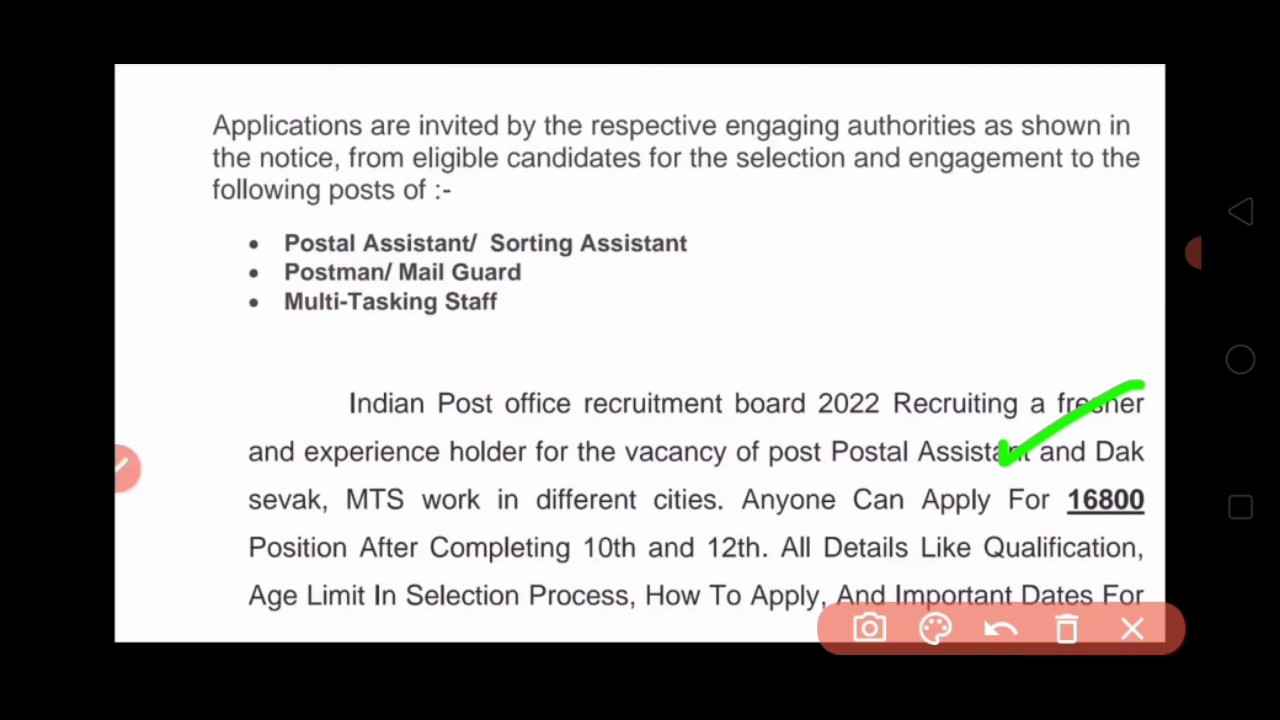 Applications are invited by the respective engaging authorities as shown in
the notice, from eligible candidates for the selection and engagement to the
following posts of :-
• Postal Assistant/ Sorting Assistant
• Postman/ Mail Guard
• Multi-Tasking Staff
Indian Post office recruitment board 2022 Recruiting a fresher
and experience holder for the vacancy of post Postal Assistant and Dak
sevak, MTS work in different cities. Anyone Can Apply For 16800
Position After Completing 10th and 12th. All Details Like Qualification,
Age Limit In Selection Process, How To Apply, And Important Dates For